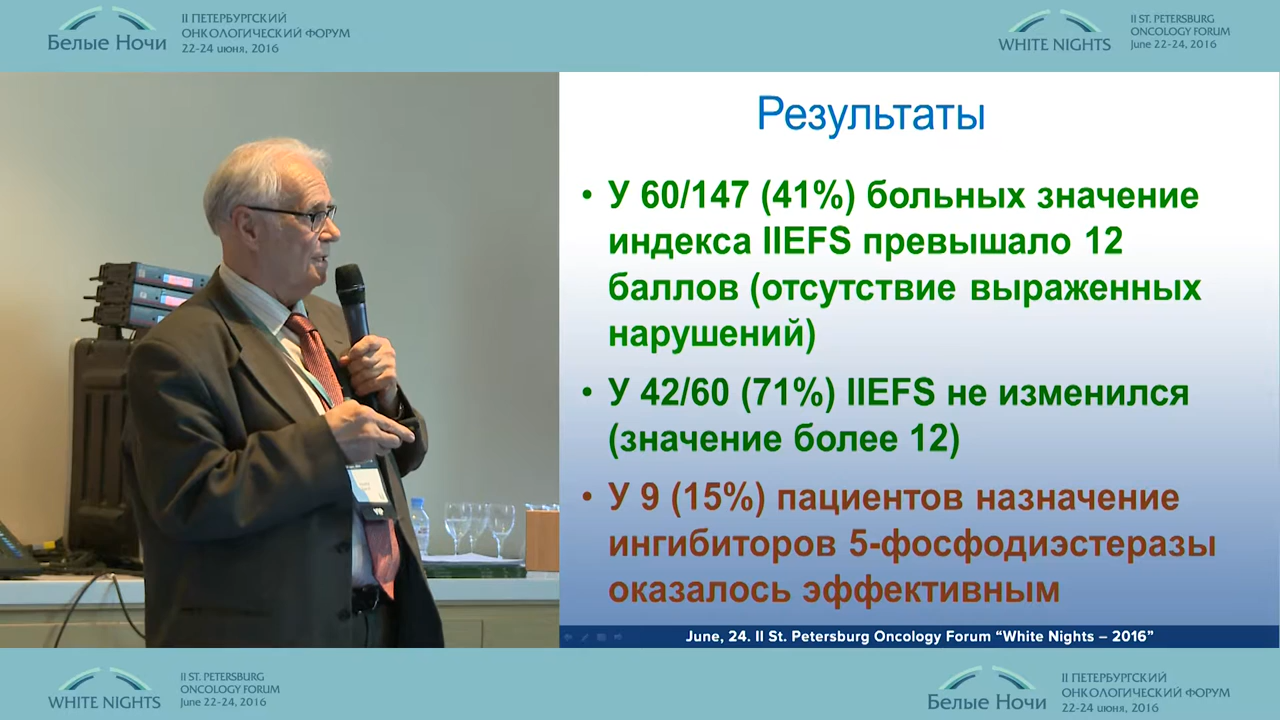 Белые Ночи
II ПЕТЕРБУРГСКИЙ
ОНКОЛОГИЧЕСКИЙ ФОРУМ
22-24 июня, 2016
WHITE NIGHTS
II ST. PETERSBURG
ONCOLOGY FORUM
June 22-24, 2016
Результаты
• У 60/147 (41%) больных значение
индекса IIEFS превышало 12
баллов (отсутствие выраженных
нарушений)
• У 42/60 (71%) IIEFS не изменился
(значение более 12)
• У 9 (15%) пациентов назначение
ингибиторов 5-фосфодиэстеразы
оказалось эффективным
June, 24. II St. Petersburg Oncology Forum “White Nights – 2016”
WHITE NIGHTS
II ST. PETERSBURG
ONCOLOGY FORUM
June 22-24, 2016
Белые Ночи
II ПЕТЕРБУРГСКИЙ
ОНКОЛОГИЧЕСКИЙ ФОРУМ
22-24 июня, 2016